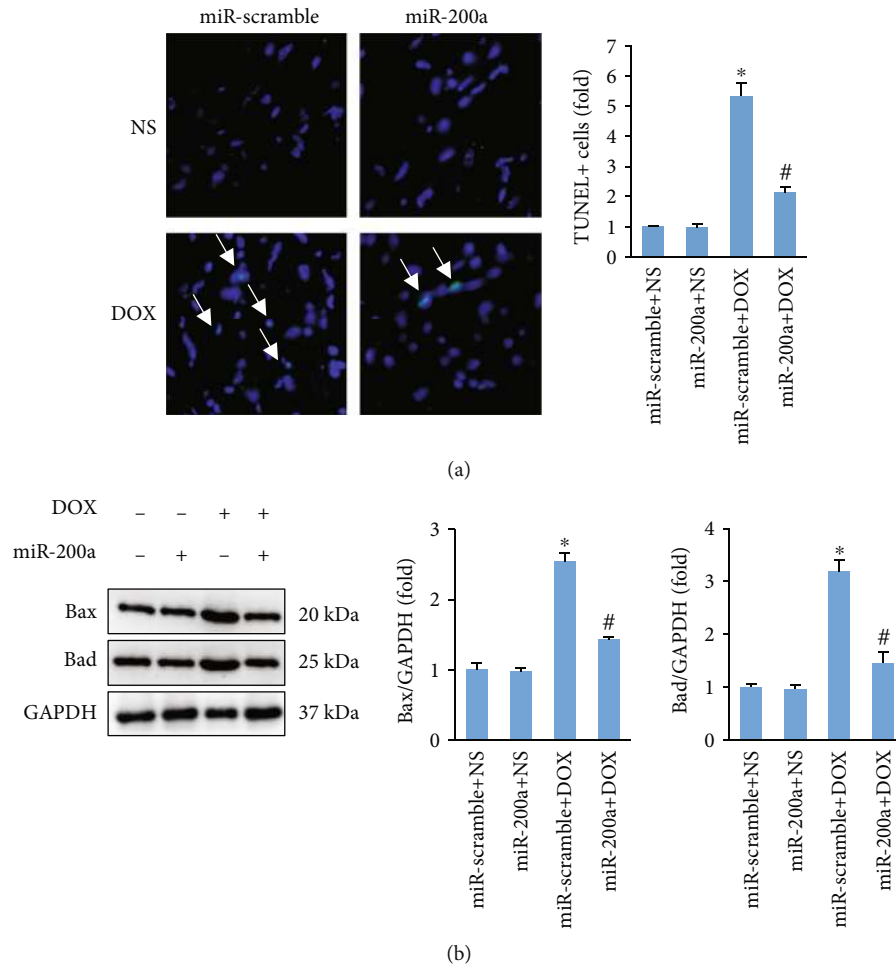 miR-scramble miR-200a
NS
DOX
TUNEL+ cells (fold)
7
6
5
4
3
2
1
0
*
#
miR-scramble+NS
miR-200a+NS
miR-scramble+DOX
miR-200a+DOX
(a)
DOX – – + +
miR-200a – + – +
Bax 20 kDa
Bad 25 kDa
GAPDH 37 kDa
Bax/GAPDH (fold)
3
2
1
0
*
#
miR-scramble+NS
miR-200a+NS
miR-scramble+DOX
miR-200a+DOX
Bad/GAPDH (fold)
4
3
2
1
0
*
#
miR-scramble+NS
miR-200a+NS
miR-scramble+DOX
miR-200a+DOX
(b)